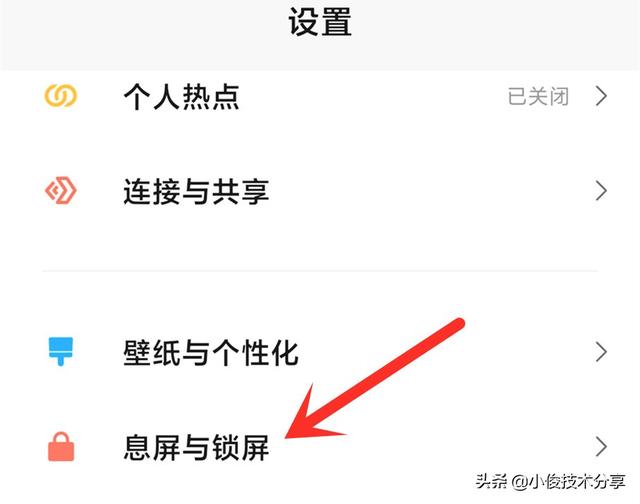 设置
个人热点 已关闭
连接与共享
壁纸与个性化
息屏与锁屏
头条 @小俊技术分享